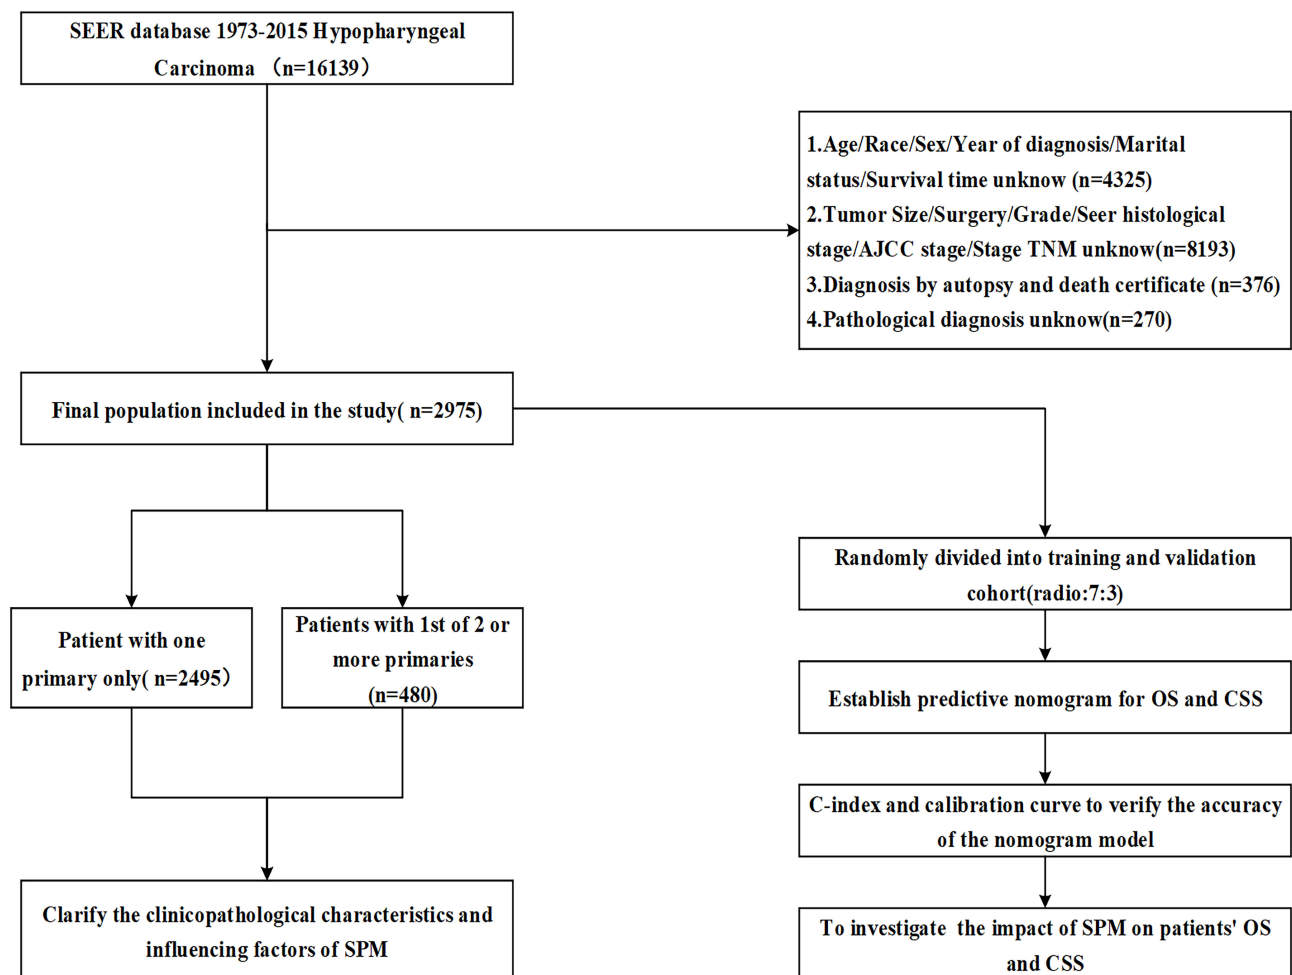 SEER database 1973-2015 Hypopharyngeal
Carcinoma （n=16139）
1.Age/Race/Sex/Year of diagnosis/Marital
status/Survival time unknow (n=4325)
2.Tumor Size/Surgery/Grade/Seer histological
stage/AJCC stage/Stage TNM unknow(n=8193)
3.Diagnosis by autopsy and death certificate (n=376)
4.Pathological diagnosis unknow(n=270)
Final population included in the study( n=2975)
Patient with one
primary only( n=2495）
Patients with 1st of 2 or
more primaries
(n=480)
Clarify the clinicopathological characteristics and
influencing factors of SPM
Randomly divided into training and validation
cohort(radio:7:3)
Establish predictive nomogram for OS and CSS
C-index and calibration curve to verify the accuracy
of the nomogram model
To investigate  the impact of SPM on patients' OS
and CSS